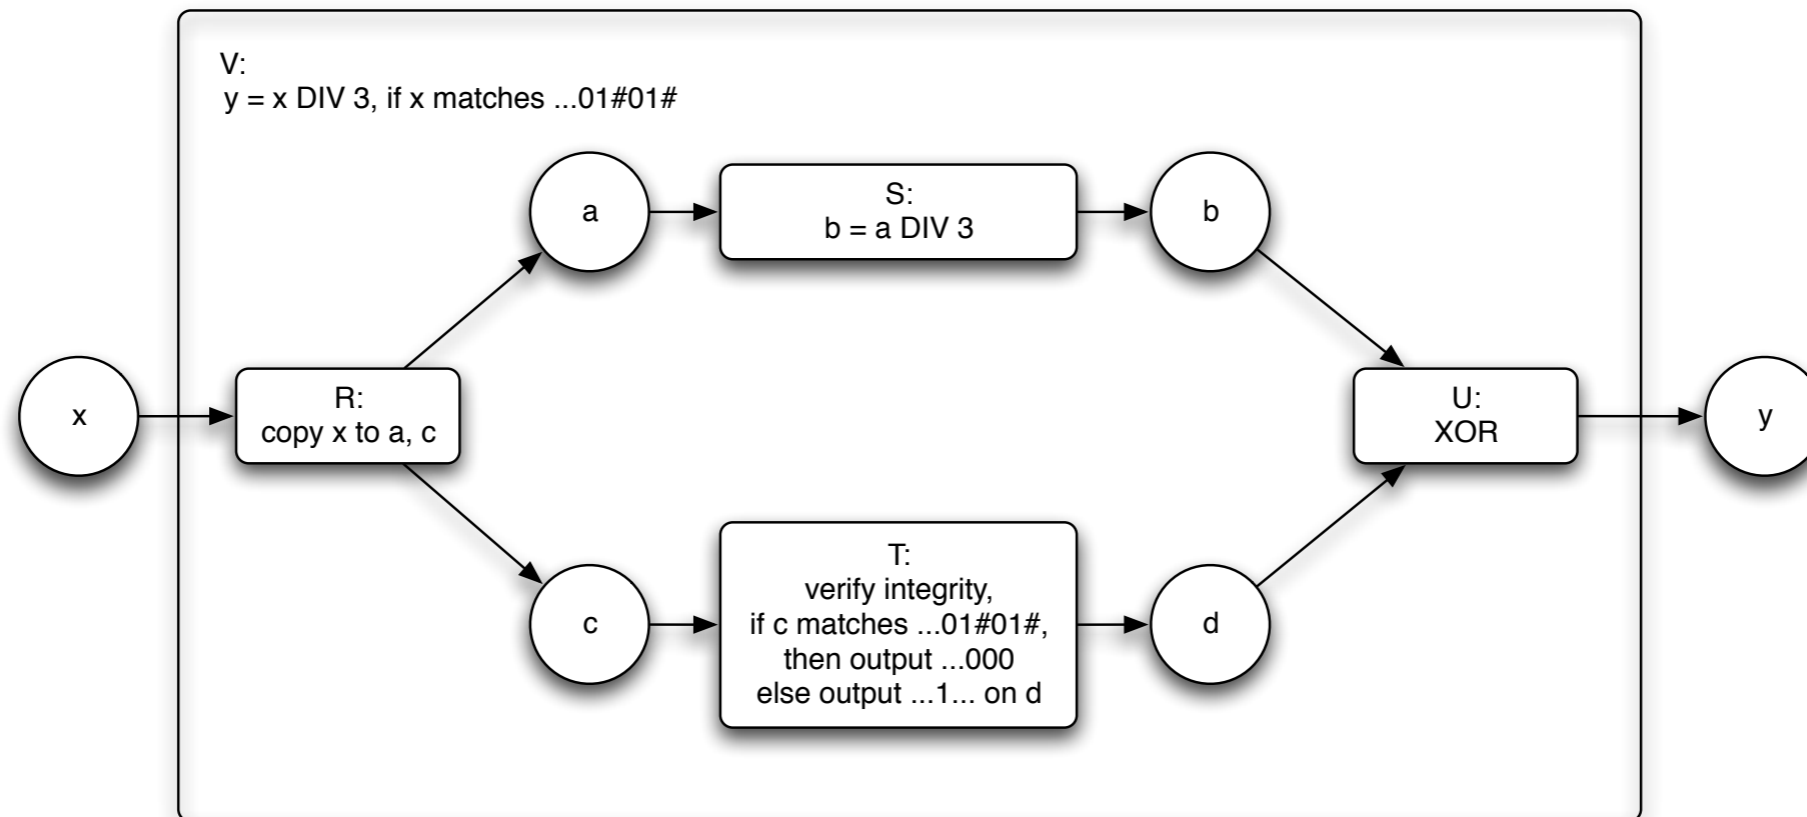 V:
y = x DIV 3, if x matches ...01#01#
a
S:
b = a DIV 3
b
x
R:
copy x to a, c
U:
XOR
y
c
T:
verify integrity,
if c matches ...01#01#,
then output ...000
else output ...1... on d
d